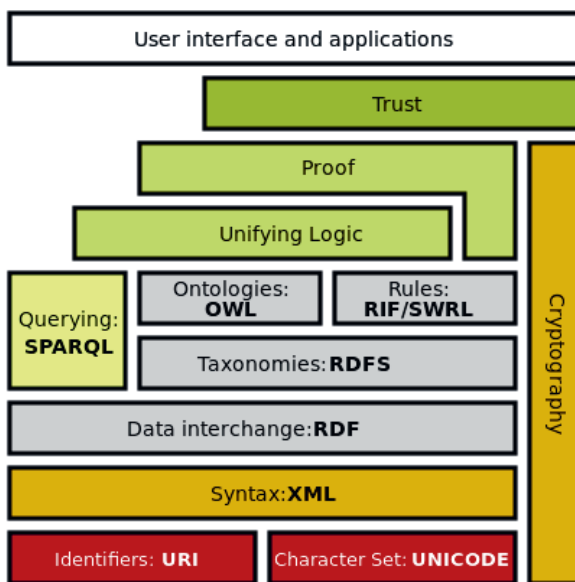 User interface and applications
Trust
Proof
Unifying Logic
Querying:
SPARQL
Ontologies:
OWL
Rules:
RIF/SWRL
Taxonomies: RDFS
Data interchange:RDF
Syntax:XML
Identifiers: URI
Character Set: UNICODE
Cryptography